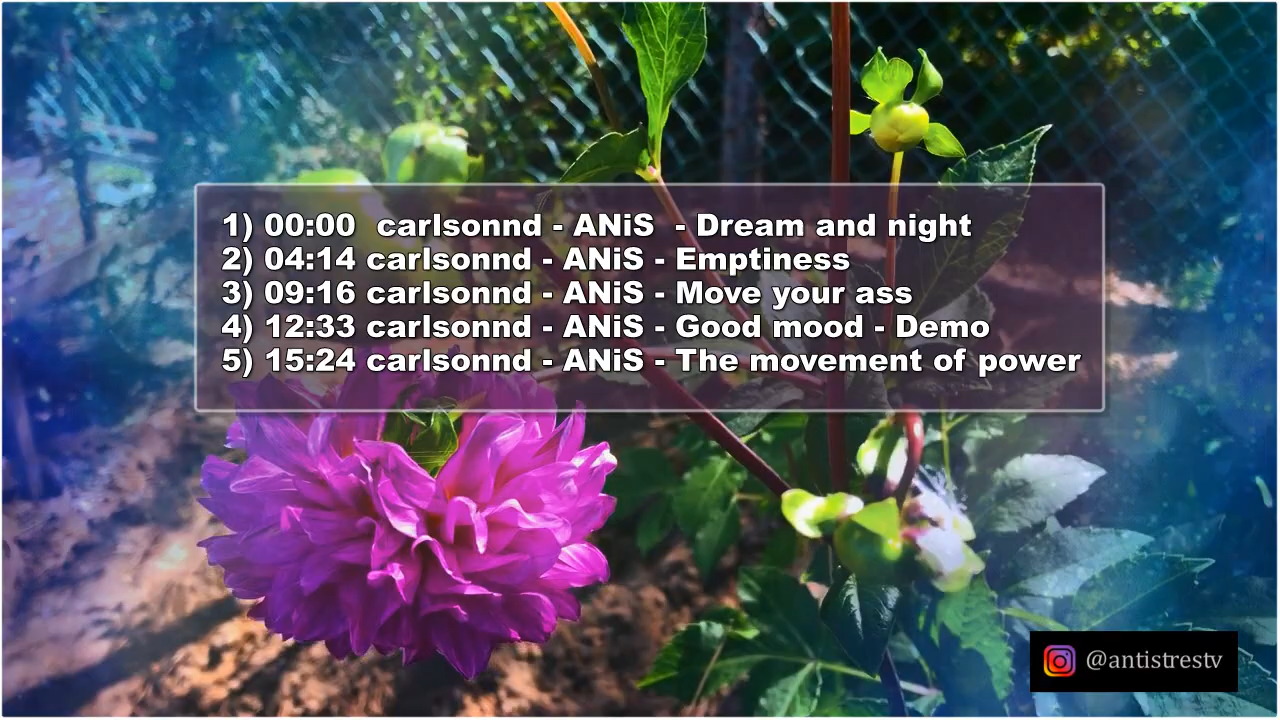 1) 00:00  carlsonnd - ANiS  - Dream and night
2) 04:14 carlsonnd - ANiS - Emptiness
3) 09:16 carlsonnd - ANiS - Move your ass
4) 12:33 carlsonnd - ANiS - Good mood - Demo
5) 15:24 carlsonnd - ANiS - The movement of power
@antistrestv